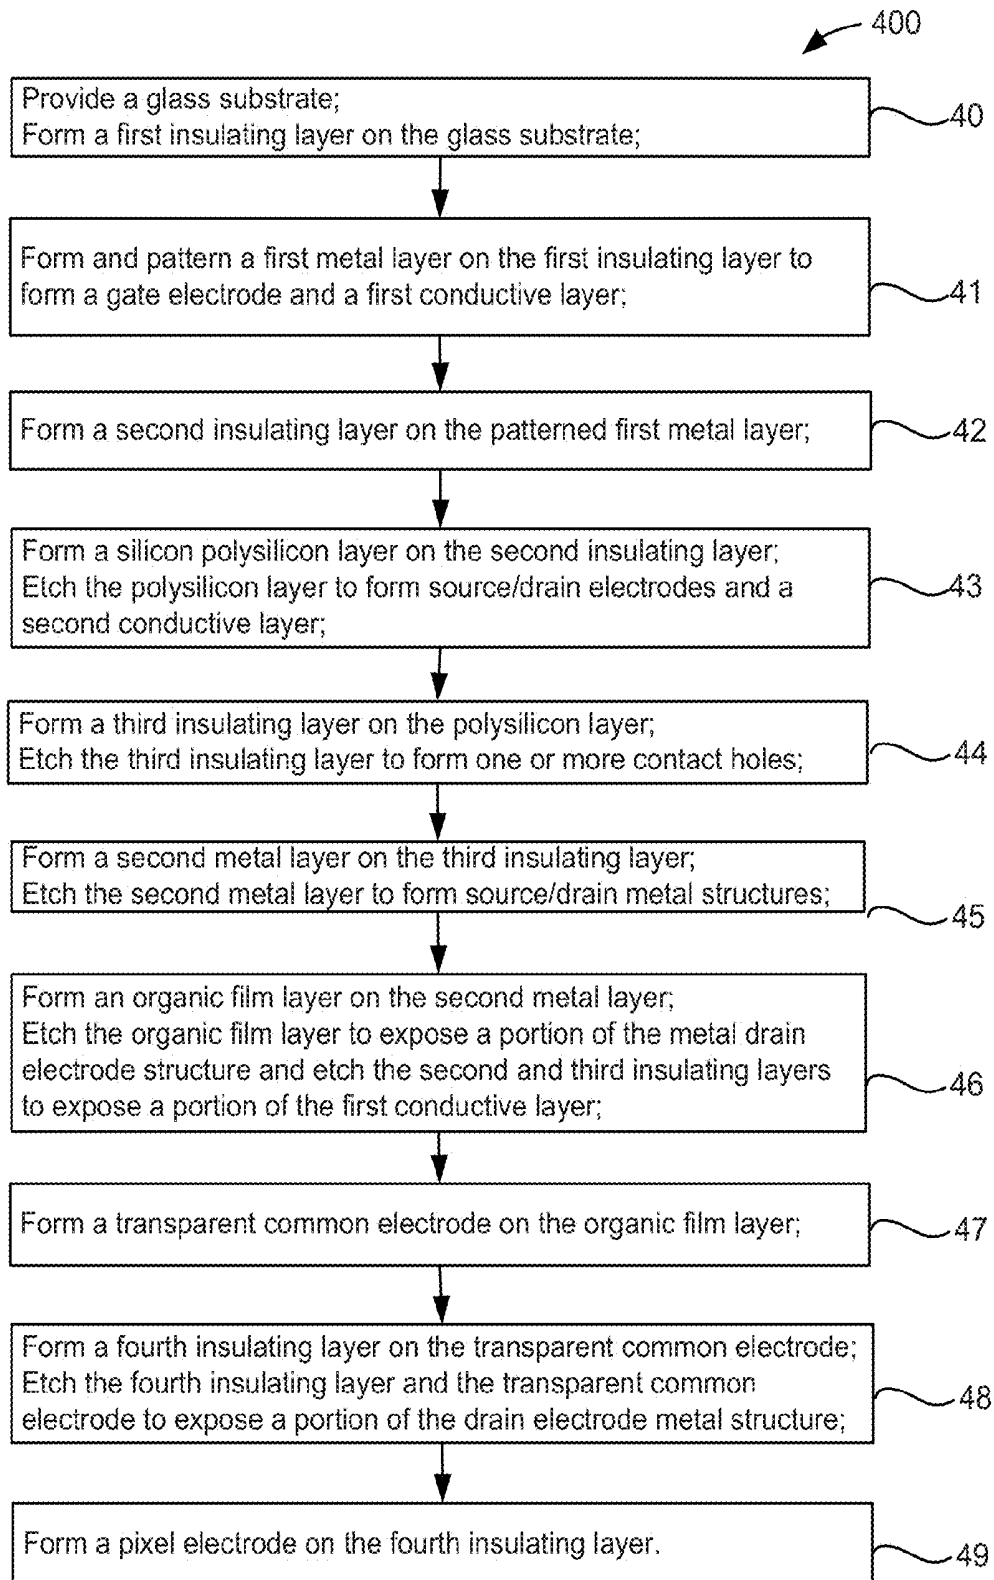 400
Provide a glass substrate;
Form a first insulating layer on the glass substrate;
40
Form and pattern a first metal layer on the first insulating layer to
form a gate electrode and a first conductive layer;
41
Form a second insulating layer on the patterned first metal layer;
42
Form a silicon polysilicon layer on the second insulating layer;
Etch the polysilicon layer to form source/drain electrodes and a
second conductive layer;
43
Form a third insulating layer on the polysilicon layer;
Etch the third insulating layer to form one or more contact holes;
44
Form a second metal layer on the third insulating layer;
Etch the second metal layer to form source/drain metal structures;
45
Form an organic film layer on the second metal layer;
Etch the organic film layer to expose a portion of the metal drain
electrode structure and etch the second and third insulating layers
to expose a portion of the first conductive layer;
46
Form a transparent common electrode on the organic film layer;
47
Form a fourth insulating layer on the transparent common electrode;
Etch the fourth insulating layer and the transparent common
electrode to expose a portion of the drain electrode metal structure;
48
Form a pixel electrode on the fourth insulating layer.
49